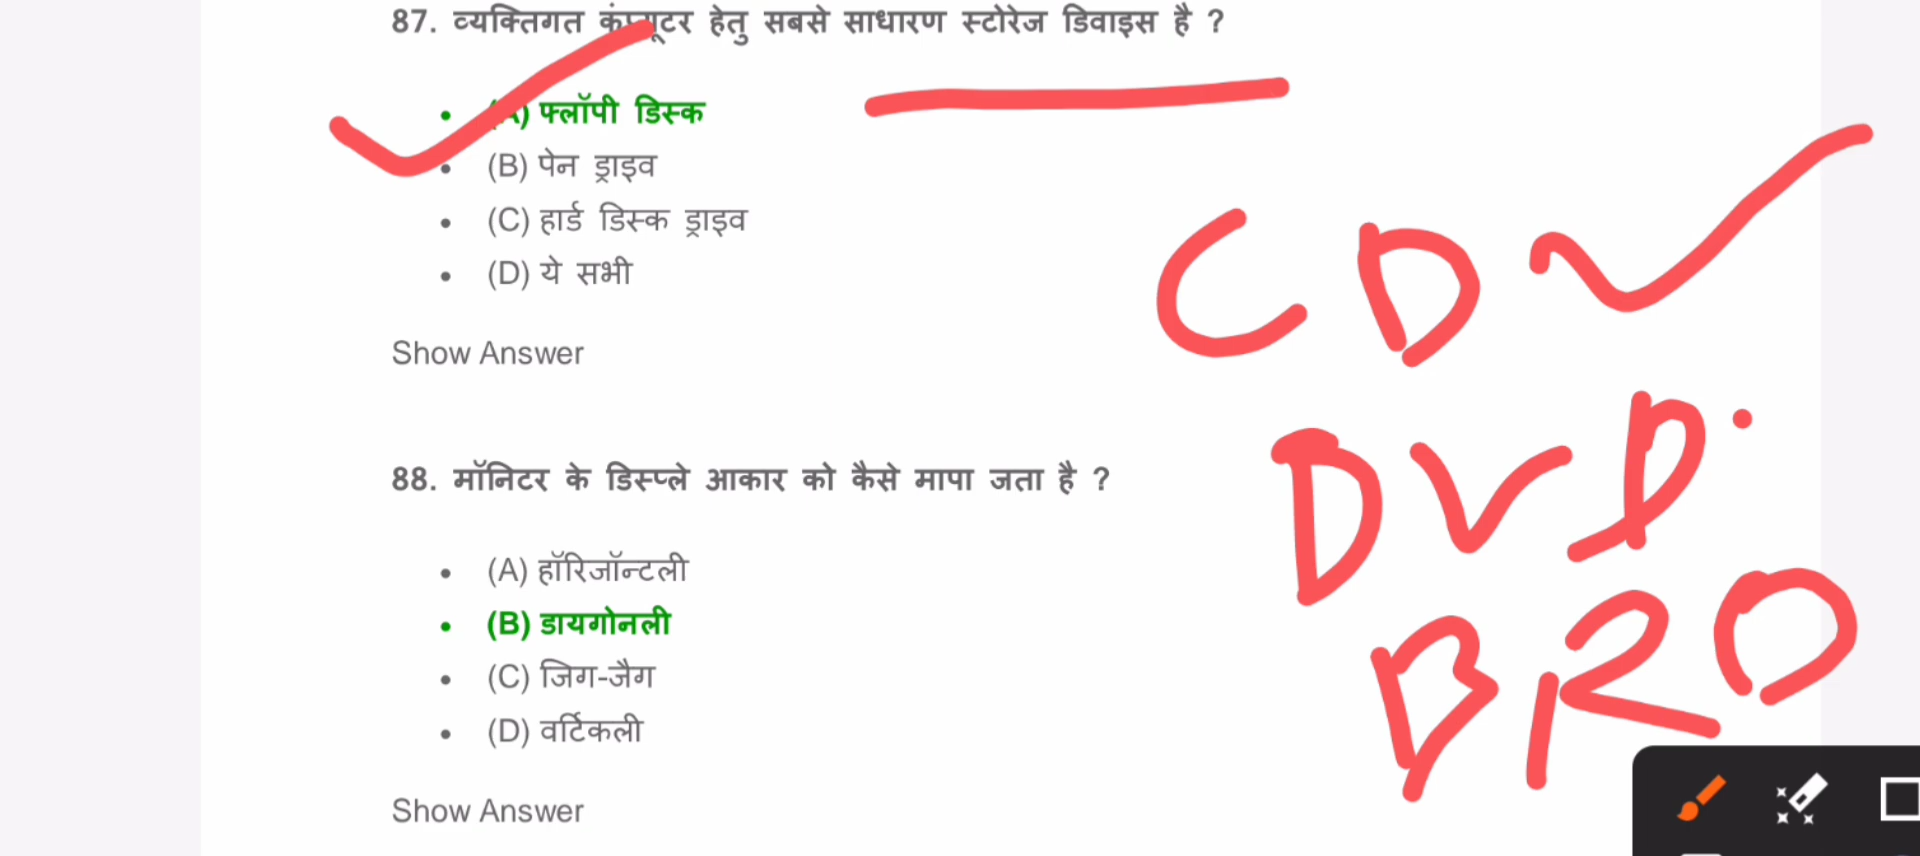 87. व्यक्तिगत कंप्यूटर हेतु सबसे साधारण स्टोरेज डिवाइस है ?
(A) फ्लॉपी डिस्क
(B) पेन ड्राइव
(C) हार्ड डिस्क ड्राइव
(D) ये सभी
CD
Show Answer
DVD
88. मॉनिटर के डिस्प्ले आकार को कैसे मापा जता है ?
(A) हॉरिजॉन्टली
(B) डायगोनली
(C) जिग-जैग
BRD
(D) वर्टिकली
Show Answer